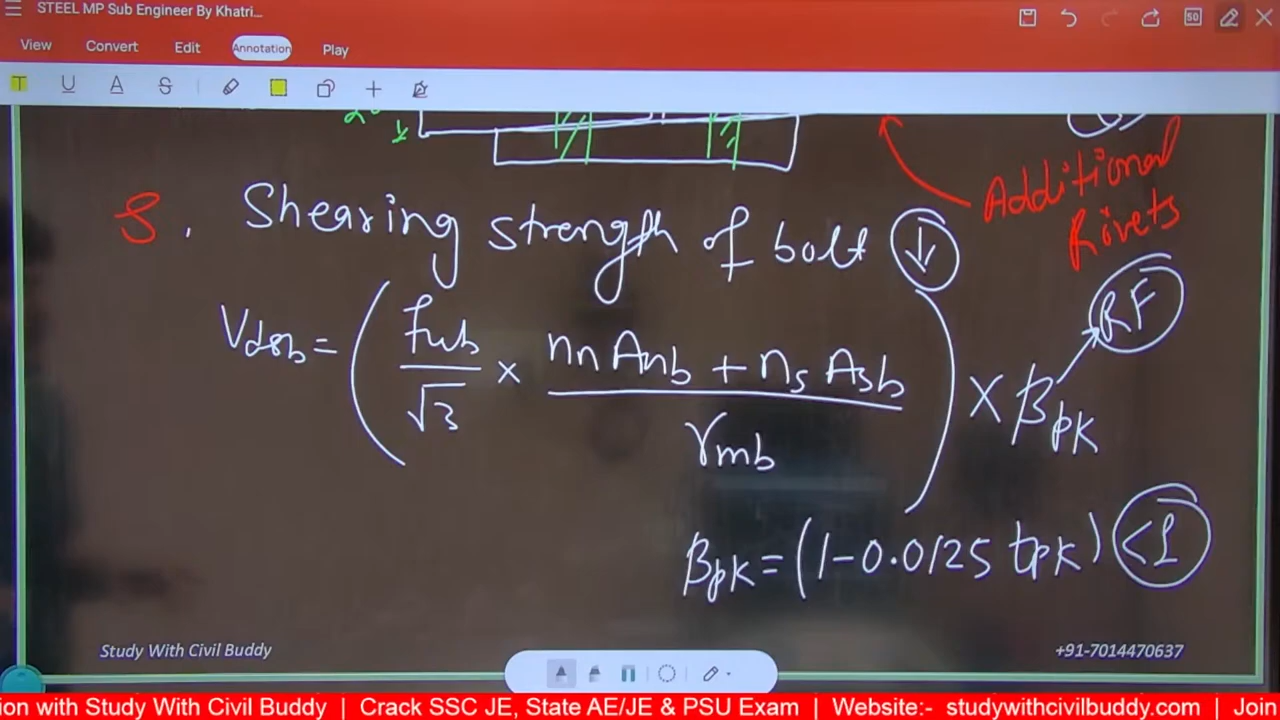 STEEL MP Sub Engineer By Khatri...
50
View Convert Edit Annotation Play
T U A S
Additional
Rivets
S. Shearing strength of bolt ↓
RF
Vdsb = ( fub/√3 × (nn Anb + ns Asb)/γmb ) × βpk
βpk = (1-0.0125 tpk) <1
Study With Civil Buddy
+91-7014470637
ion with Study With Civil Buddy | Crack SSC JE, State AE/JE & PSU Exam | Website:- studywithcivilbuddy.com | Join